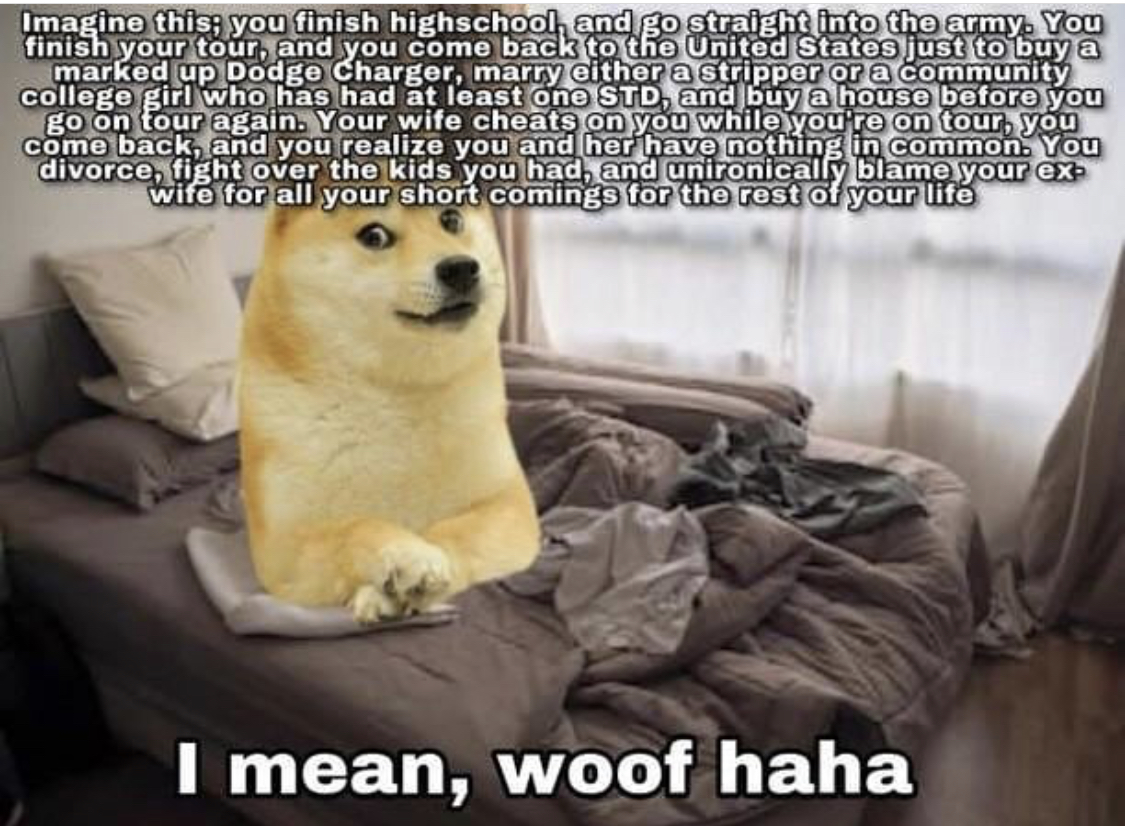 Imagine this; you finish highschool, and go straight into the army. You
finish your tour, and you come back to the United States just to buy a
marked up Dodge Charger, marry either a stripper or a community
college girl who has had at least one STD, and buy a house before you
go on tour again. Your wife cheats on you while you're on tour, you
come back, and you realize you and her have nothing in common. You
divorce, fight over the kids you had, and unironically blame your ex-
wife for all your short comings for the rest of your life
I mean, woof haha